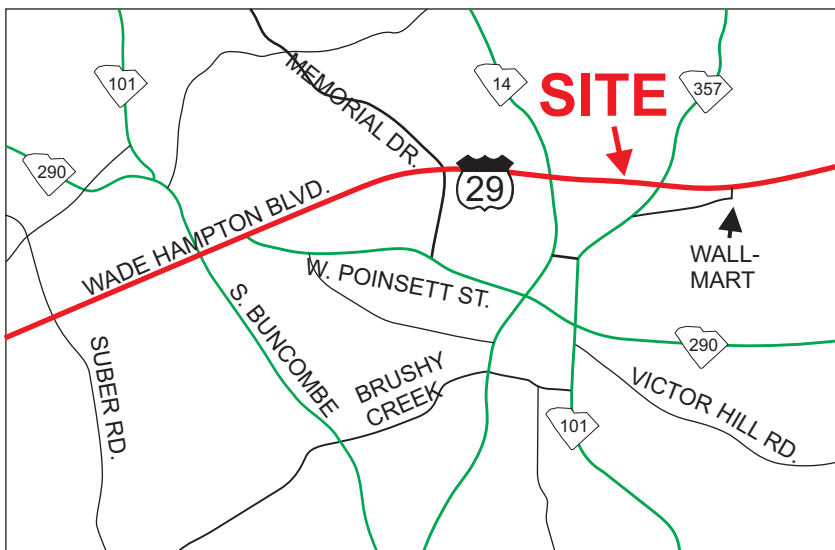 101
MEMORIAL DR.
14
SITE
357
290
29
WADE HAMPTON BLVD.
WALL-
MART
W. POINSETT ST.
S. BUNCOMBE
SUBER RD.
BRUSHY
CREEK
290
VICTOR HILL RD.
101